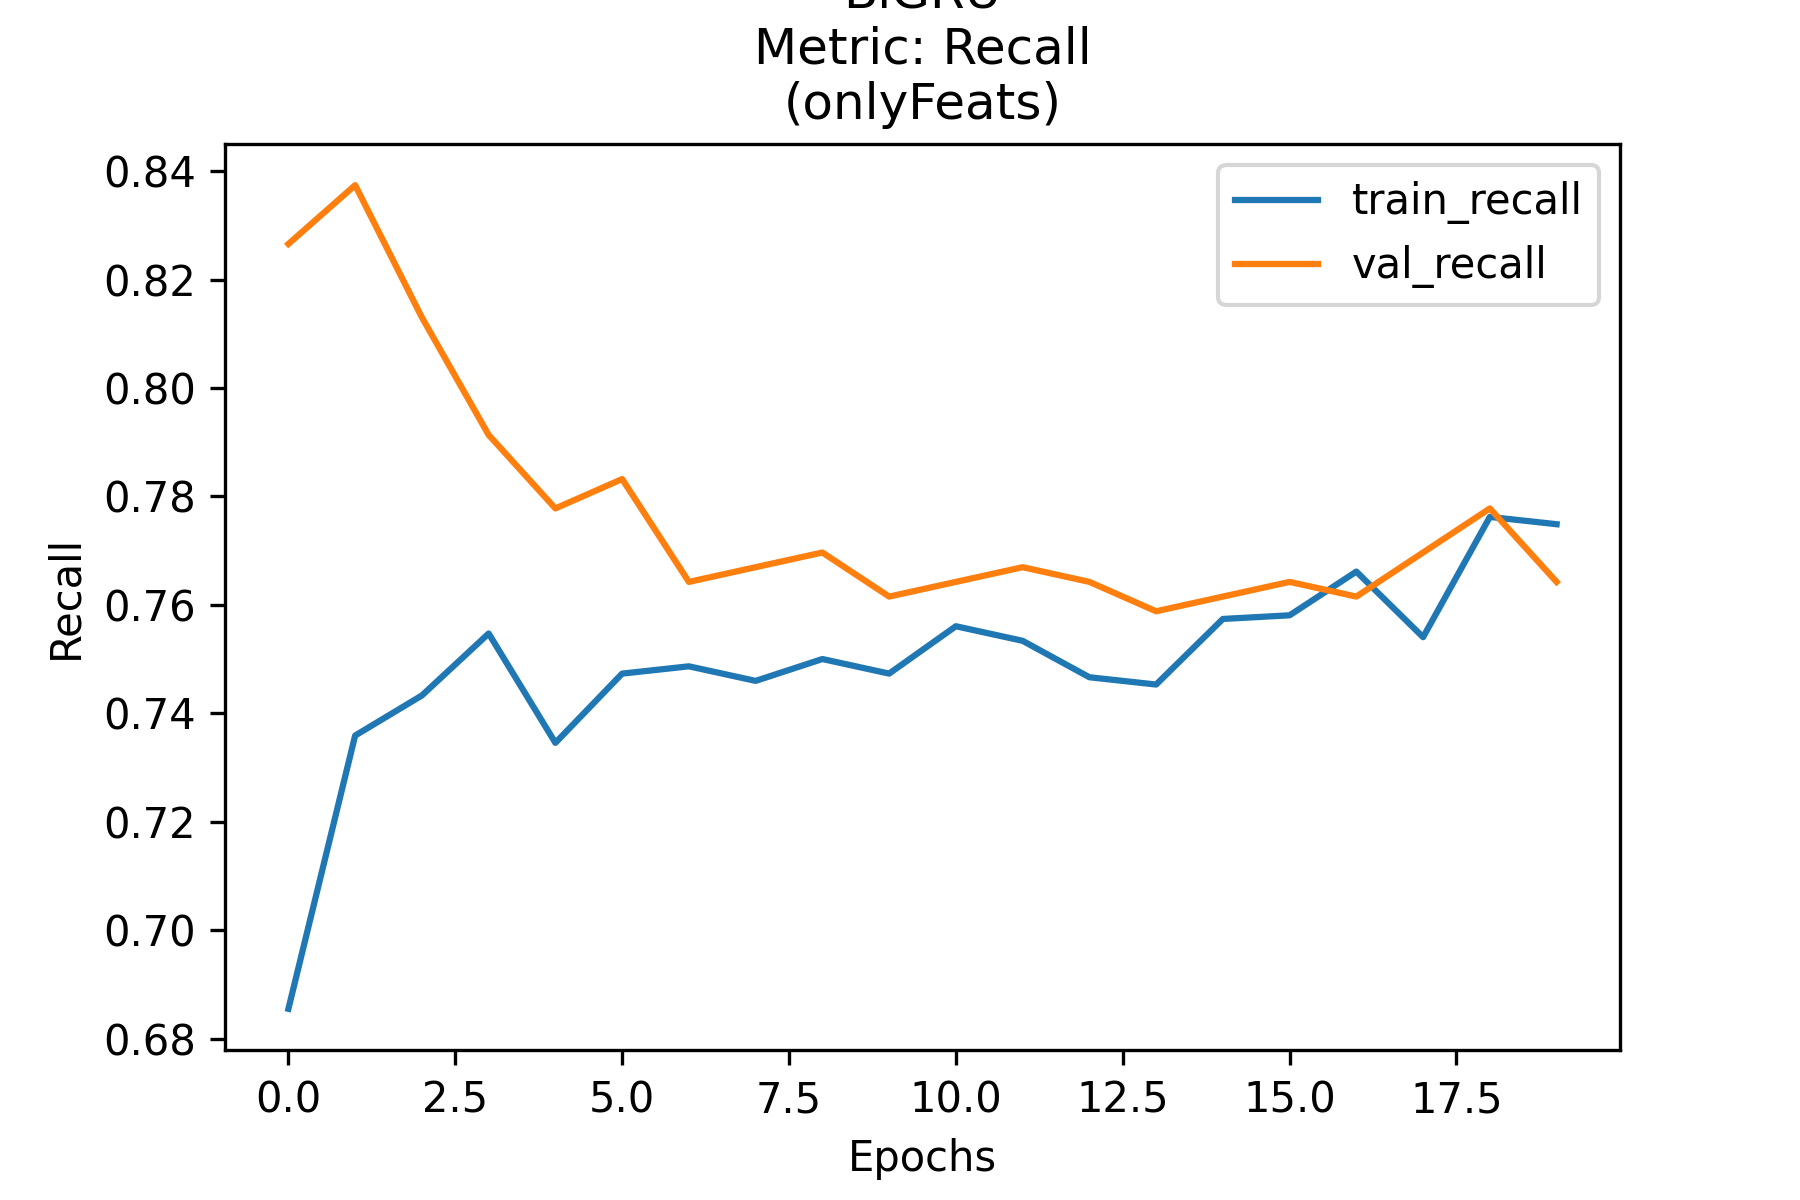 BiGRU
Metric: Recall
(onlyFeats)
0.84
0.82
0.80
0.78
0.76
0.74
0.72
0.70
0.68
Recall
train_recall
val_recall
0.0 2.5 5.0 7.5 10.0 12.5 15.0 17.5
Epochs